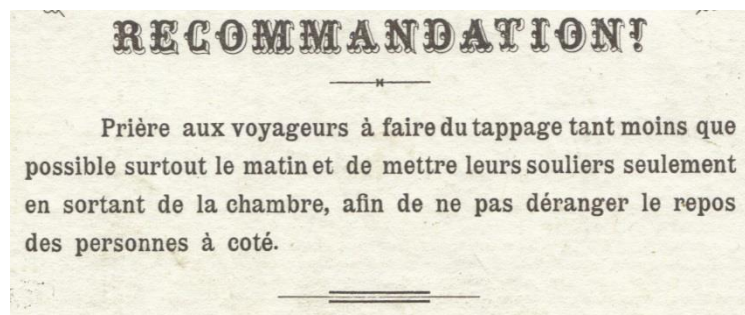 RECOMMANDATION!
Prière aux voyageurs à faire du tappage tant moins que
possible surtout le matin et de mettre leurs souliers seulement
en sortant de la chambre, afin de ne pas déranger le repos
des personnes à coté.